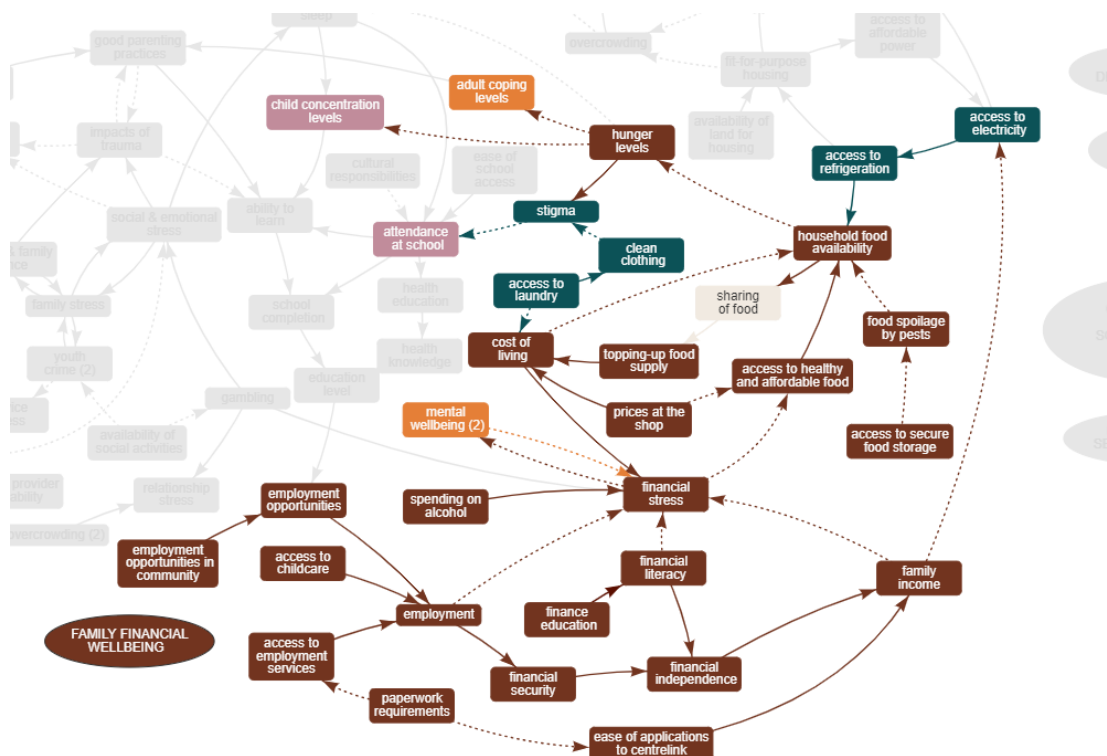 sleep
good parenting
practices
overcrowding
access to
affordable
power
fit-for-purpose
housing
adult coping
levels
child concentration
levels
hunger
levels
access to
electricity
impacts of
trauma
availability of
land for
housing
cultural
responsibilities
ease of
school
access
access to
refrigeration
social & emotional
stress
ability to
learn
stigma
attendance
at school
household food
availability
clean
clothing
& family
access to
laundry
health
education
sharing
of food
family stress
school
completion
food spoilage
by pests
cost of
living
topping-up food
supply
health
knowledge
access to healthy
and affordable food
youth
crime (2)
education
level
gambling
prices at the
shop
mental
wellbeing (2)
availability of
social activities
access to secure
food storage
provider
relationship
stress
employment
opportunities
spending on
alcohol
financial
stress
overcrowding (2)
employment
opportunities in
community
access to
childcare
financial
literacy
family
income
employment
finance
education
FAMILY FINANCIAL
WELLBEING
access to
employment
services
financial
security
financial
independence
paperwork
requirements
ease of applications
to centrelink